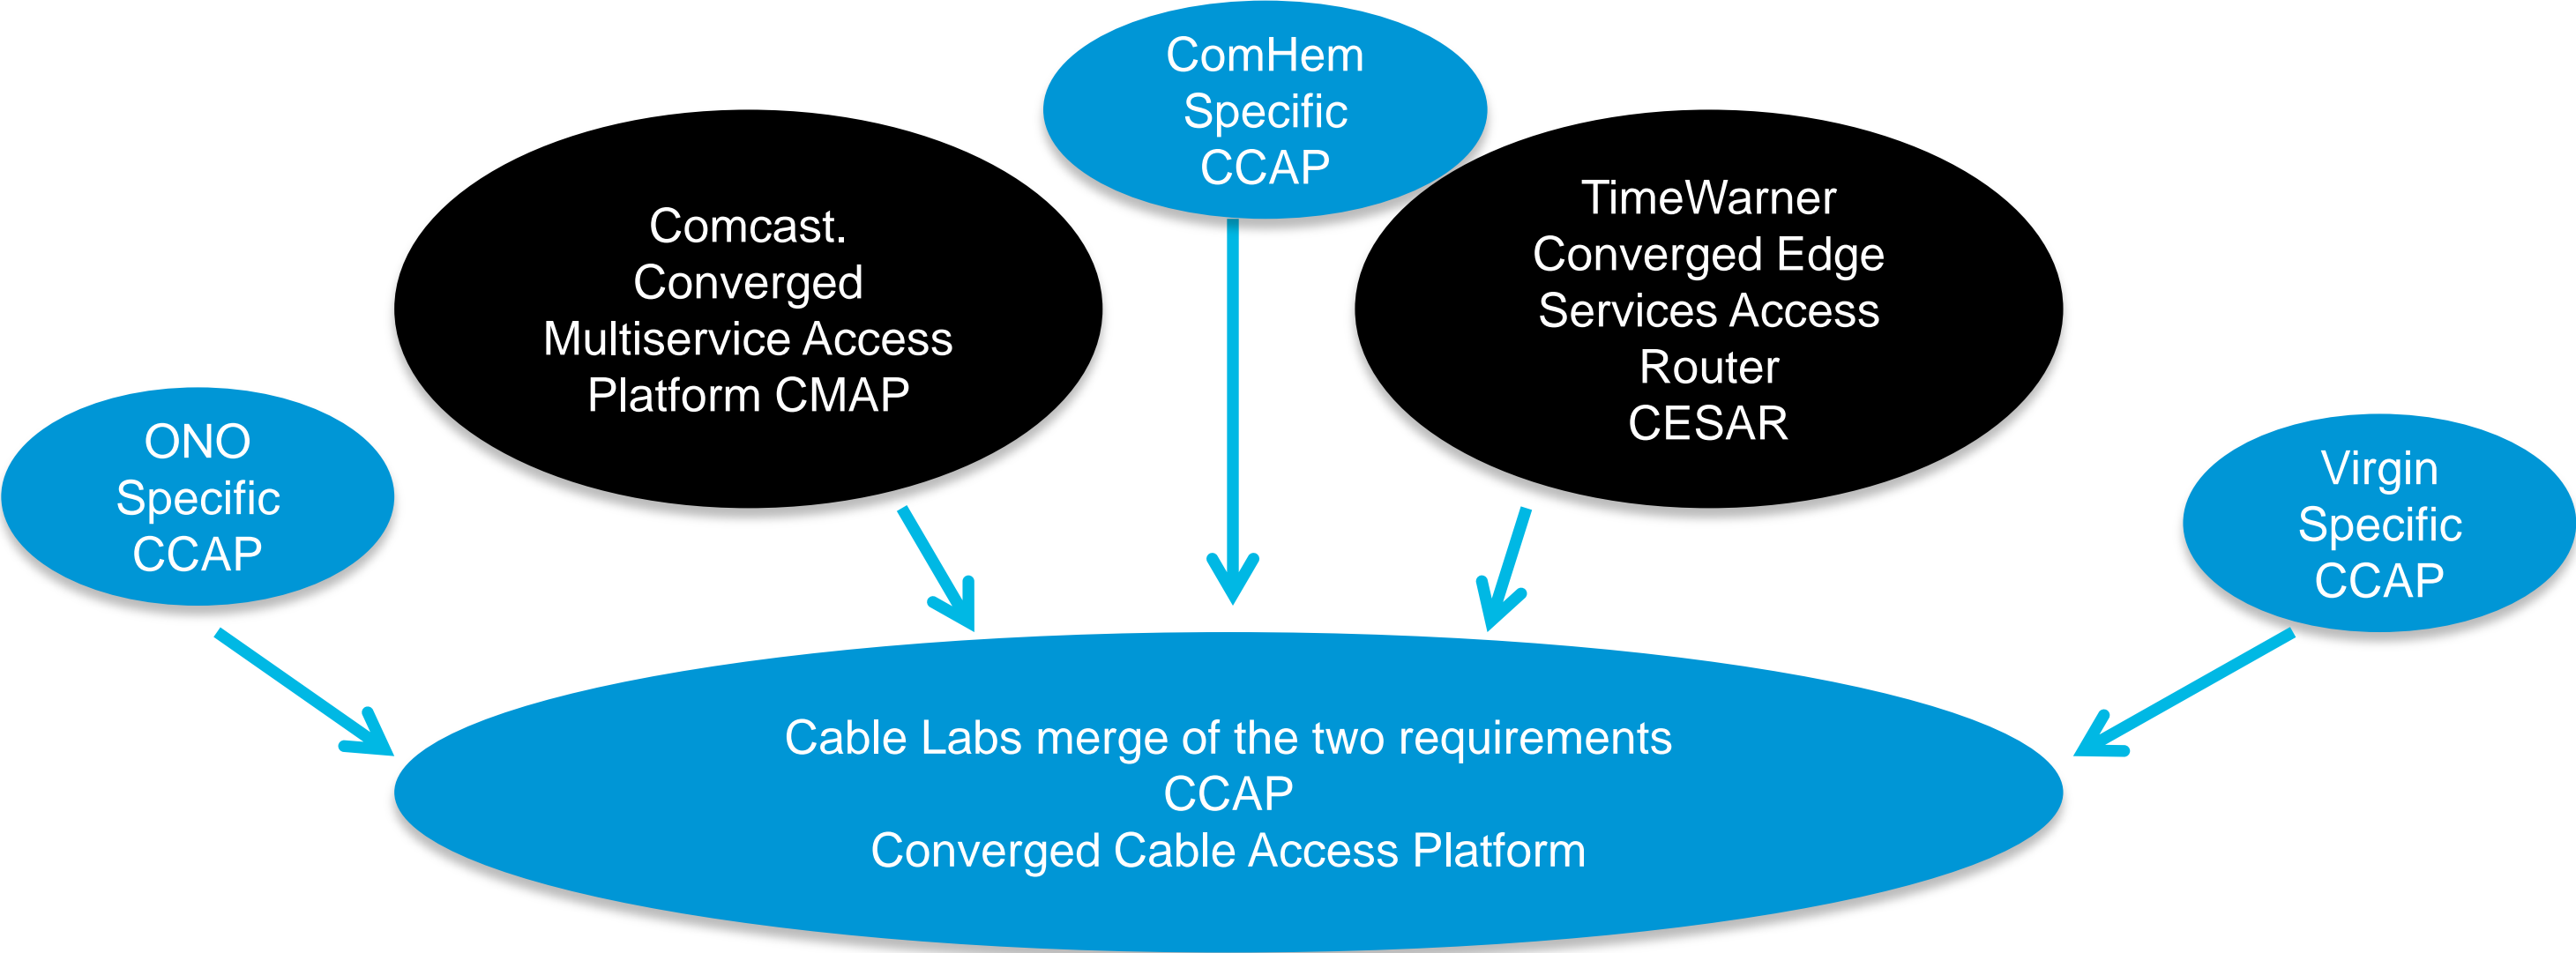 ComHem
Specific
CCAP
Comcast.
Converged
Multiservice Access
Platform CMAP
TimeWarner
Converged Edge
Services Access
Router
CESAR
ONO
Specific
CCAP
Virgin
Specific
CCAP
Cable Labs merge of the two requirements
CCAP
Converged Cable Access Platform